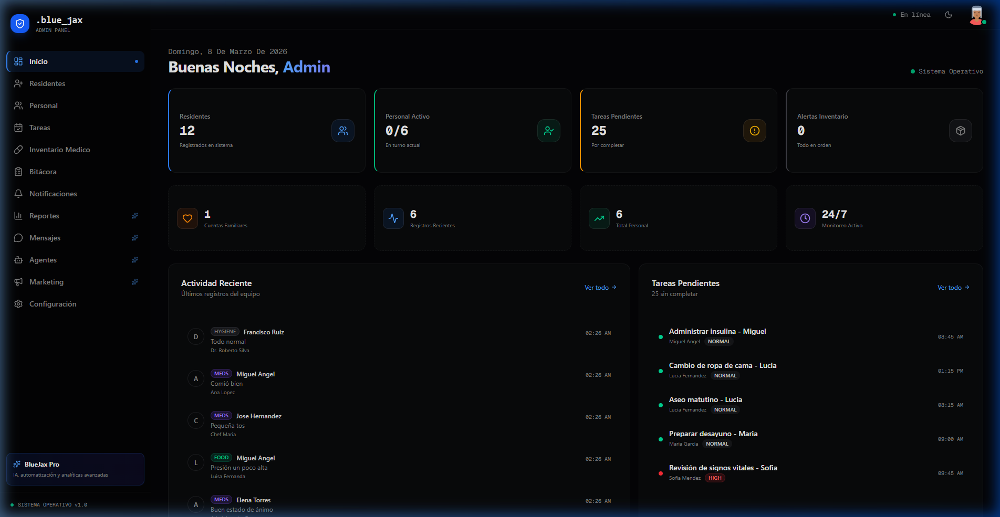 .blue_jax
ADMIN PANEL
Inicio
Residentes
Personal
Tareas
Inventario Medico
Bitácora
Notificaciones
Reportes
Mensajes
Agentes
Marketing
Configuración
BlueJax Pro
IA, automatización y analíticas avanzadas
SISTEMA OPERATIVO v1.0
En línea
Domingo, 8 De Marzo De 2026
Buenas Noches, Admin
Sistema Operativo
Residentes
12
Registrados en sistema
Personal Activo
0/6
En turno actual
Tareas Pendientes
25
Por completar
Alertas Inventario
0
Todo en orden
1
Cuentas Familiares
6
Registros Recientes
6
Total Personal
24/7
Monitoreo Activo
Actividad Reciente
Últimos registros del equipo
Ver todo →
D
HYGIENE Francisco Ruiz
02:26 AM
Todo normal
Dr. Roberto Silva
A
MEDS Miguel Angel
02:26 AM
Comió bien
Ana Lopez
C
MEDS Jose Hernandez
02:26 AM
Pequeña tos
Chef Maria
L
FOOD Miguel Angel
02:26 AM
Presión un poco alta
Luisa Fernanda
A
MEDS Elena Torres
02:26 AM
Buen estado de ánimo
Tareas Pendientes
25 sin completar
Ver todo →
Administrar insulina - Miguel
Miguel Angel NORMAL
08:45 AM
Cambio de ropa de cama - Lucia
Lucia Fernandez NORMAL
01:15 PM
Aseo matutino - Lucia
Lucia Fernandez NORMAL
08:15 AM
Preparar desayuno - Maria
Maria Garcia NORMAL
09:00 AM
Revisión de signos vitales - Sofia
Sofia Mendez HIGH
09:45 AM